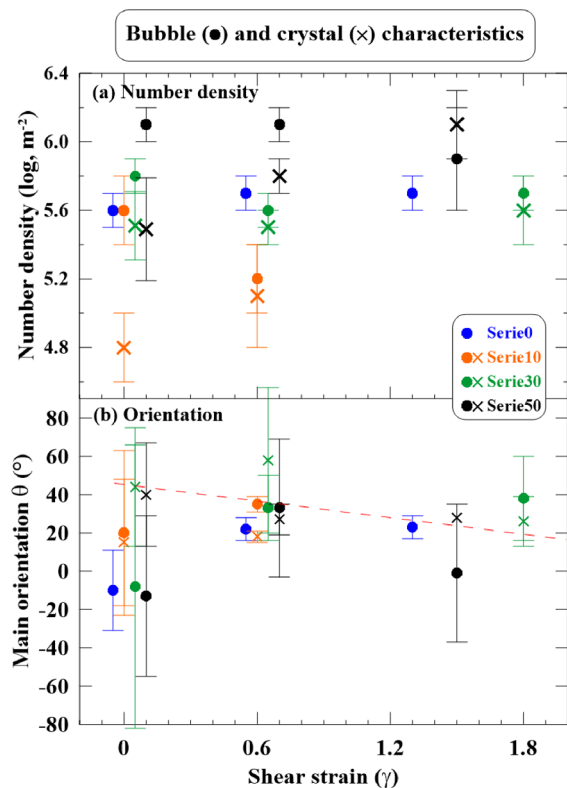 Bubble (●) and crystal (×) characteristics
(a) Number density
Number density (log, m⁻²)
6.4
6.0
5.6
5.2
4.8
Serie0
Serie10
Serie30
Serie50
(b) Orientation
Main orientation θ (°)
80
60
40
20
0
-20
-40
-60
-80
0
0.6
1.2
1.8
Shear strain (γ)